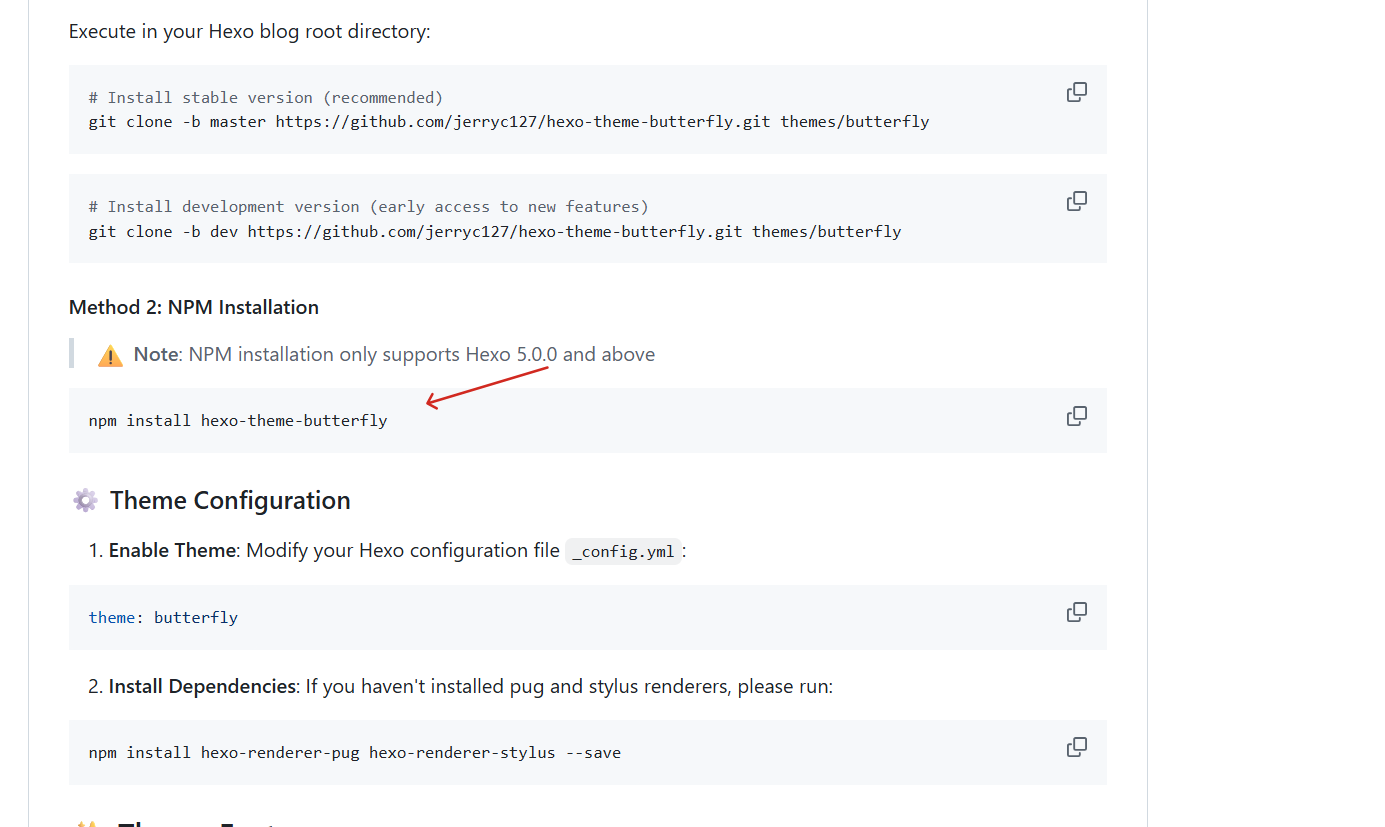 Execute in your Hexo blog root directory:
# Install stable version (recommended)
git clone -b master https://github.com/jerryc127/hexo-theme-butterfly.git themes/butterfly
# Install development version (early access to new features)
git clone -b dev https://github.com/jerryc127/hexo-theme-butterfly.git themes/butterfly
Method 2: NPM Installation
Note: NPM installation only supports Hexo 5.0.0 and above
npm install hexo-theme-butterfly
Theme Configuration
1. Enable Theme: Modify your Hexo configuration file _config.yml:
theme: butterfly
2. Install Dependencies: If you haven't installed pug and stylus renderers, please run:
npm install hexo-renderer-pug hexo-renderer-stylus --save